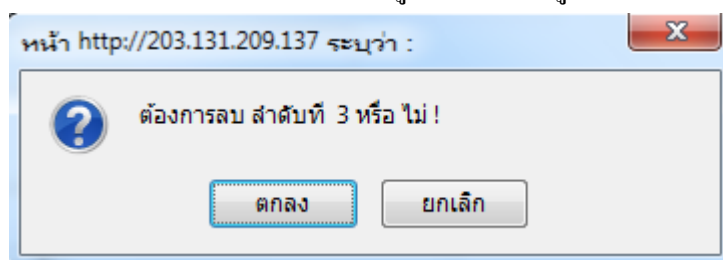 หน้า http://203.131.209.137 ระบุว่า :
ต้องการลบ ลำดับที่ 3 หรือ ไม่ !
ตกลง
ยกเลิก